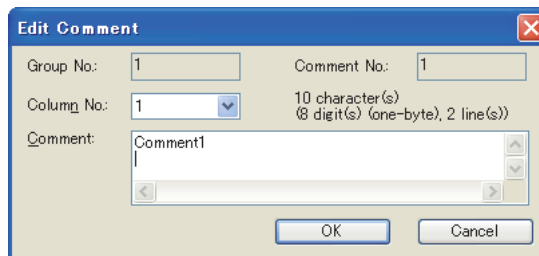 Edit Comment
Group No.: 1 Comment No.: 1
Column No.: 1 10 character(s)
(8 digit(s) (one-byte), 2 line(s))
Comment: Comment1
OK Cancel